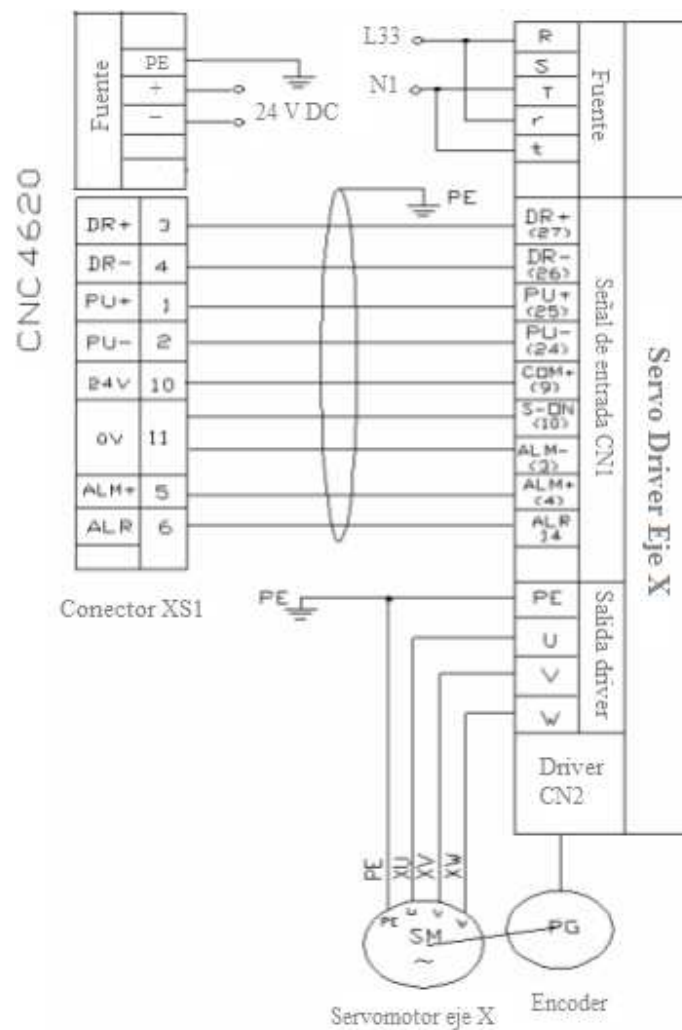 CNC 4620
Fuente
PE
+
−
24 V DC
DR+ 3
DR- 4
PU+ 1
PU- 2
24V 10
0V 11
ALM+ 5
ALR 6
Conector XS1
L33
N1
R
S
T
r
t
Fuente
PE
DR+
(27)
DR-
(26)
PU+
(25)
PU-
(24)
COM+
(9)
S-ON
(10)
ALM-
(3)
ALM+
(4)
ALR
14
Señal de entrada CN1
Servo Driver Eje X
PE
PE
U
V
W
Salida driver
Driver
CN2
PE
XU
XV
XW
PE
U
V
W
SM
~
PG
Servomotor eje X
Encoder